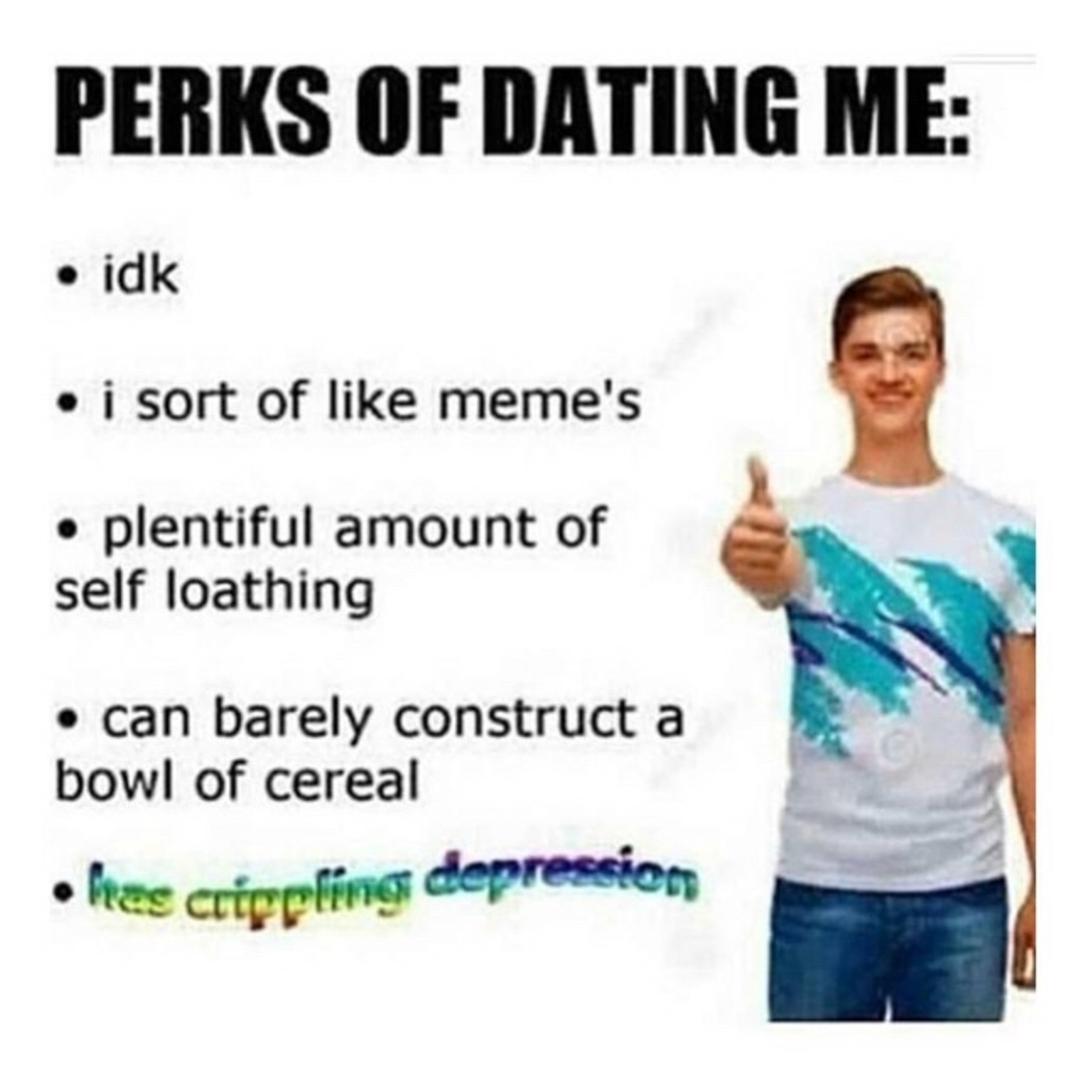 PERKS OF DATING ME:
• idk
• i sort of like meme's
• plentiful amount of
self loathing
• can barely construct a
bowl of cereal
• has crippling depression